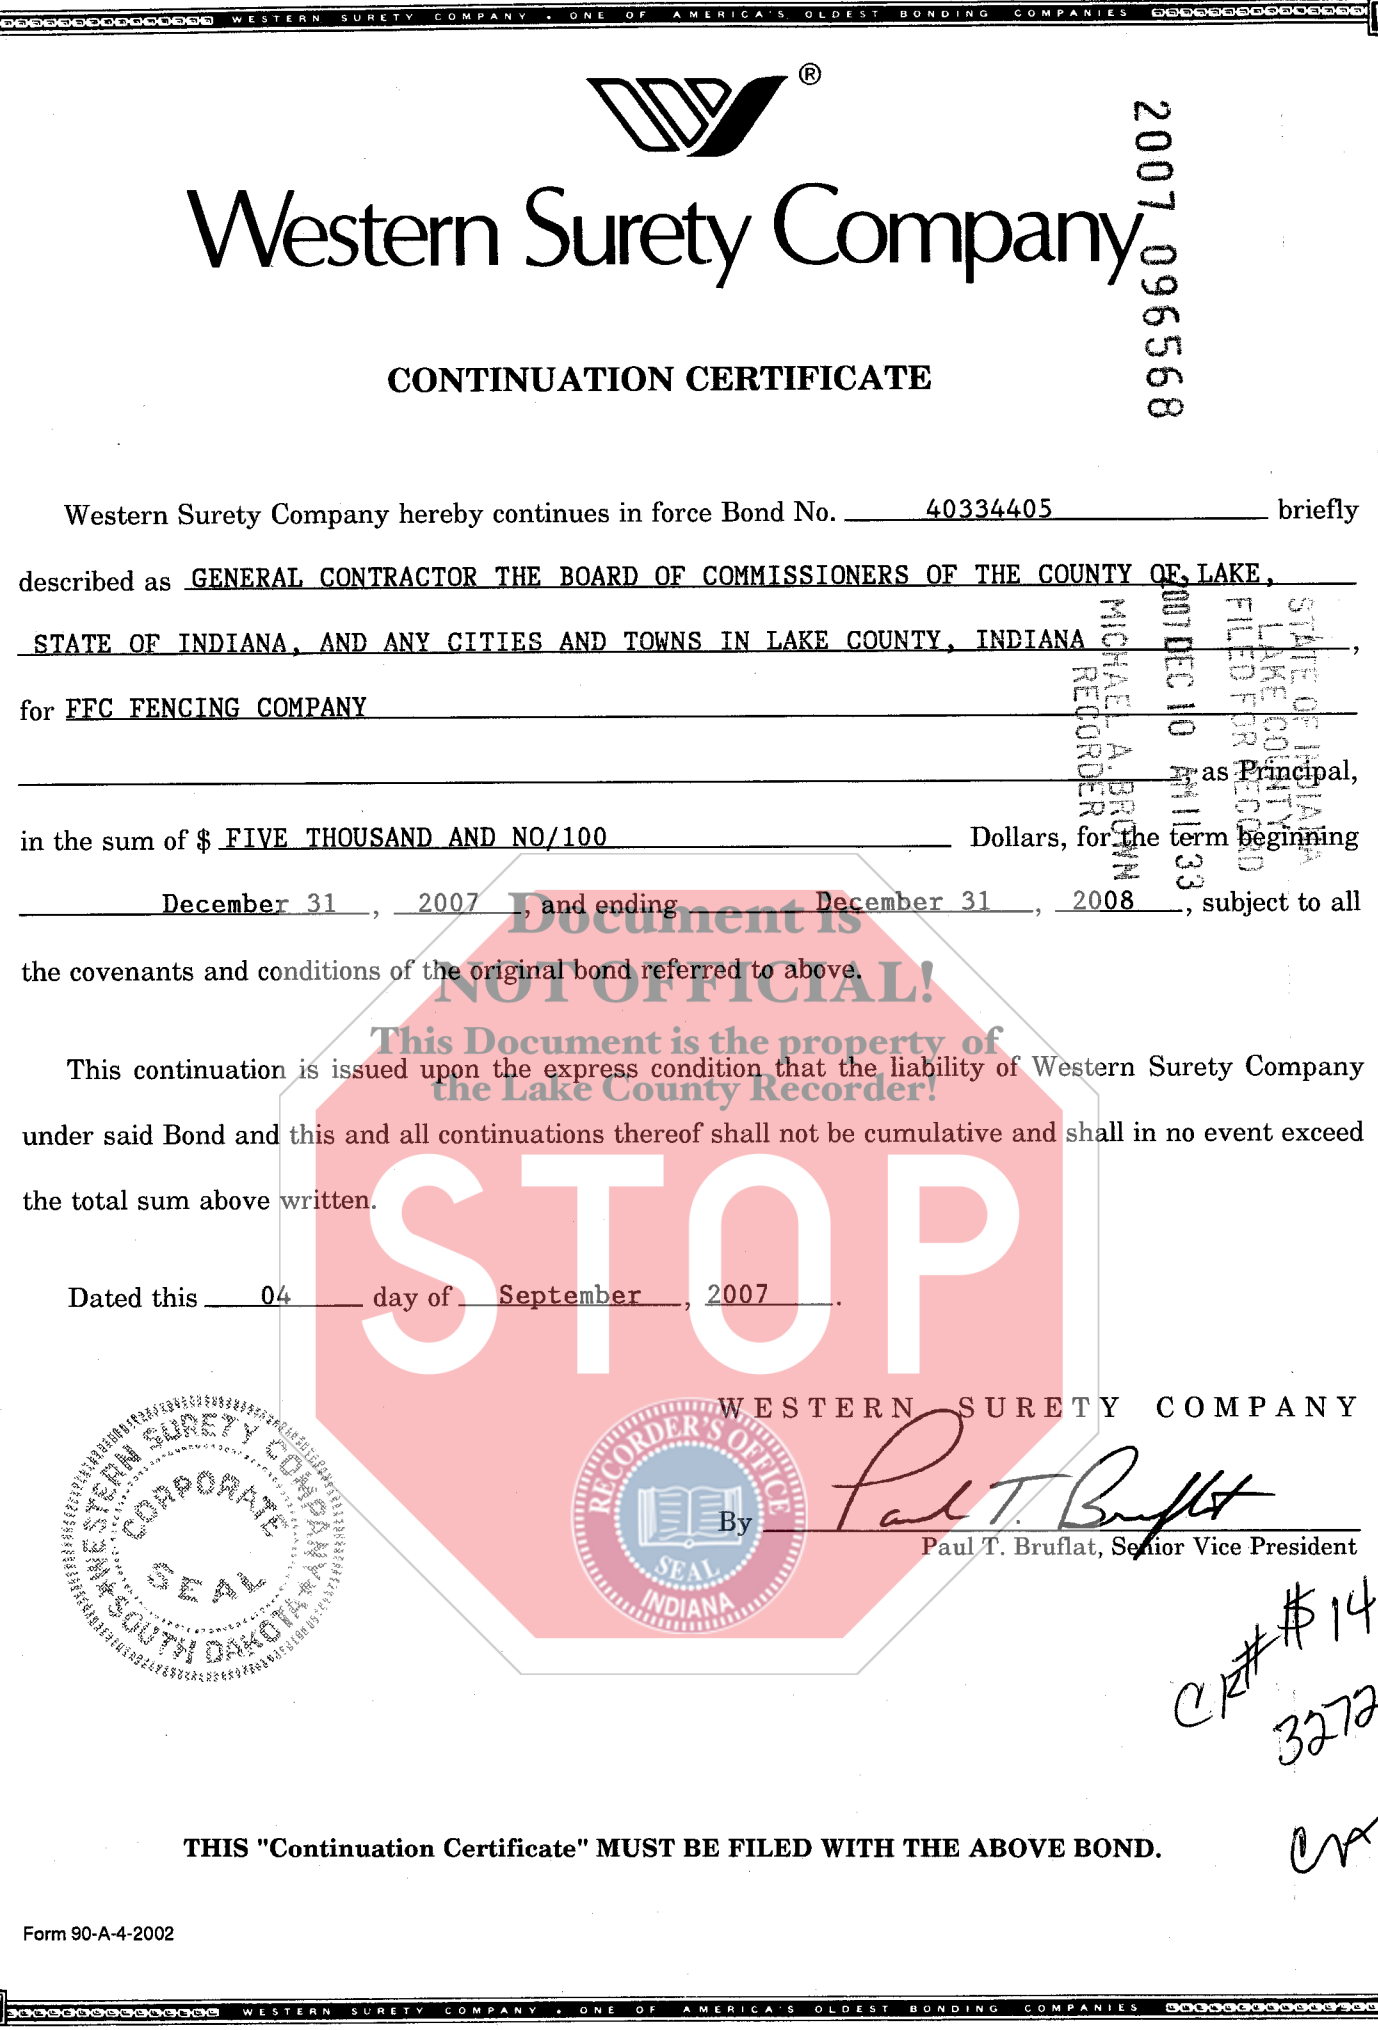 WESTERN SURETY COMPANY • ONE OF AMERICA'S OLDEST BONDING COMPANIES
®
Western Surety Company
2007 096568
CONTINUATION CERTIFICATE
Western Surety Company hereby continues in force Bond No. 40334405 briefly
described as GENERAL CONTRACTOR THE BOARD OF COMMISSIONERS OF THE COUNTY OF LAKE,
STATE OF INDIANA, AND ANY CITIES AND TOWNS IN LAKE COUNTY, INDIANA,
for FFC FENCING COMPANY
, as Principal,
in the sum of $ FIVE THOUSAND AND NO/100 Dollars, for the term beginning
December 31, 2007, and ending December 31, 2008, subject to all
the covenants and conditions of the original bond referred to above.
STATE OF INDIANA
LAKE COUNTY
FILED FOR RECORD
2007 DEC 10 AM 11:33
MICHAEL A. BROWN
RECORDER
Document is
NOT OFFICIAL!
This Document is the property of
the Lake County Recorder!
This continuation is issued upon the express condition that the liability of Western Surety Company
under said Bond and this and all continuations thereof shall not be cumulative and shall in no event exceed
the total sum above written.
STOP
Dated this 04 day of September, 2007.
WESTERN SURETY COMPANY
WESTERN SURETY COMPANY
CORPORATE
SEAL
SOUTH DAKOTA
RECORDER'S OFFICE
SEAL
INDIANA
By Paul T. Bruflat
Paul T. Bruflat, Senior Vice President
$14
CK#
3272
THIS "Continuation Certificate" MUST BE FILED WITH THE ABOVE BOND.
Form 90-A-4-2002
WESTERN SURETY COMPANY • ONE OF AMERICA'S OLDEST BONDING COMPANIES